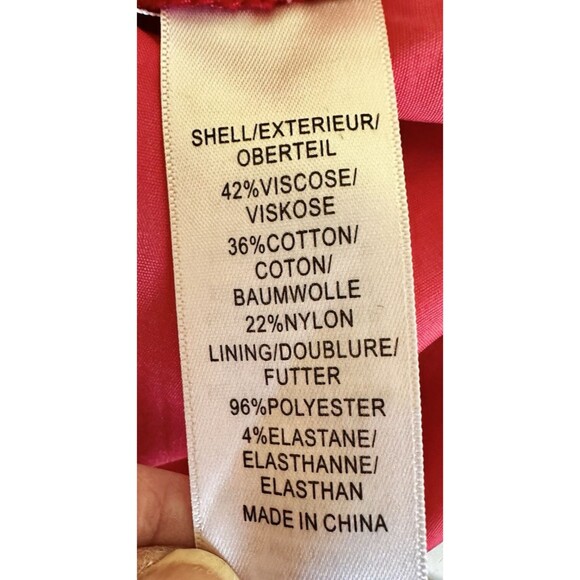 SHELL/EXTERIEUR/
OBERTEIL
42%VISCOSE/
VISKOSE
36%COTTON/
COTON/
BAUMWOLLE
22%NYLON
LINING/DOUBLURE/
FUTTER
96%POLYESTER
4%ELASTANE/
ELASTHANNE/
ELASTHAN
MADE IN CHINA